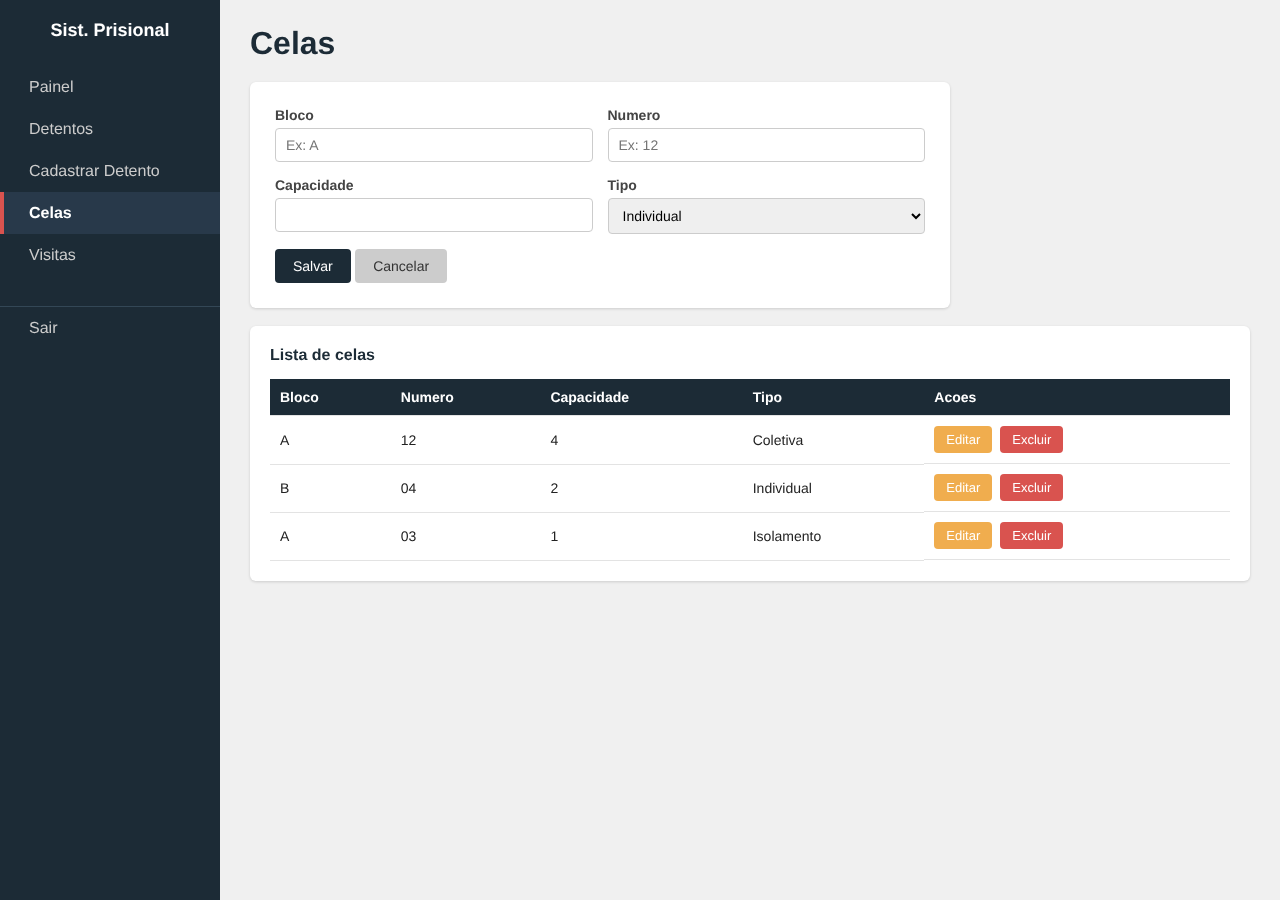 Sist. Prisional
Painel
Detentos
Cadastrar Detento
Celas
Visitas
Sair
Celas
Bloco Numero
Ex: A Ex: 12
Capacidade Tipo
Individual
Salvar Cancelar
Lista de celas
Bloco Numero Capacidade Tipo Acoes
A 12 4 Coletiva Editar Excluir
B 04 2 Individual Editar Excluir
A 03 1 Isolamento Editar Excluir